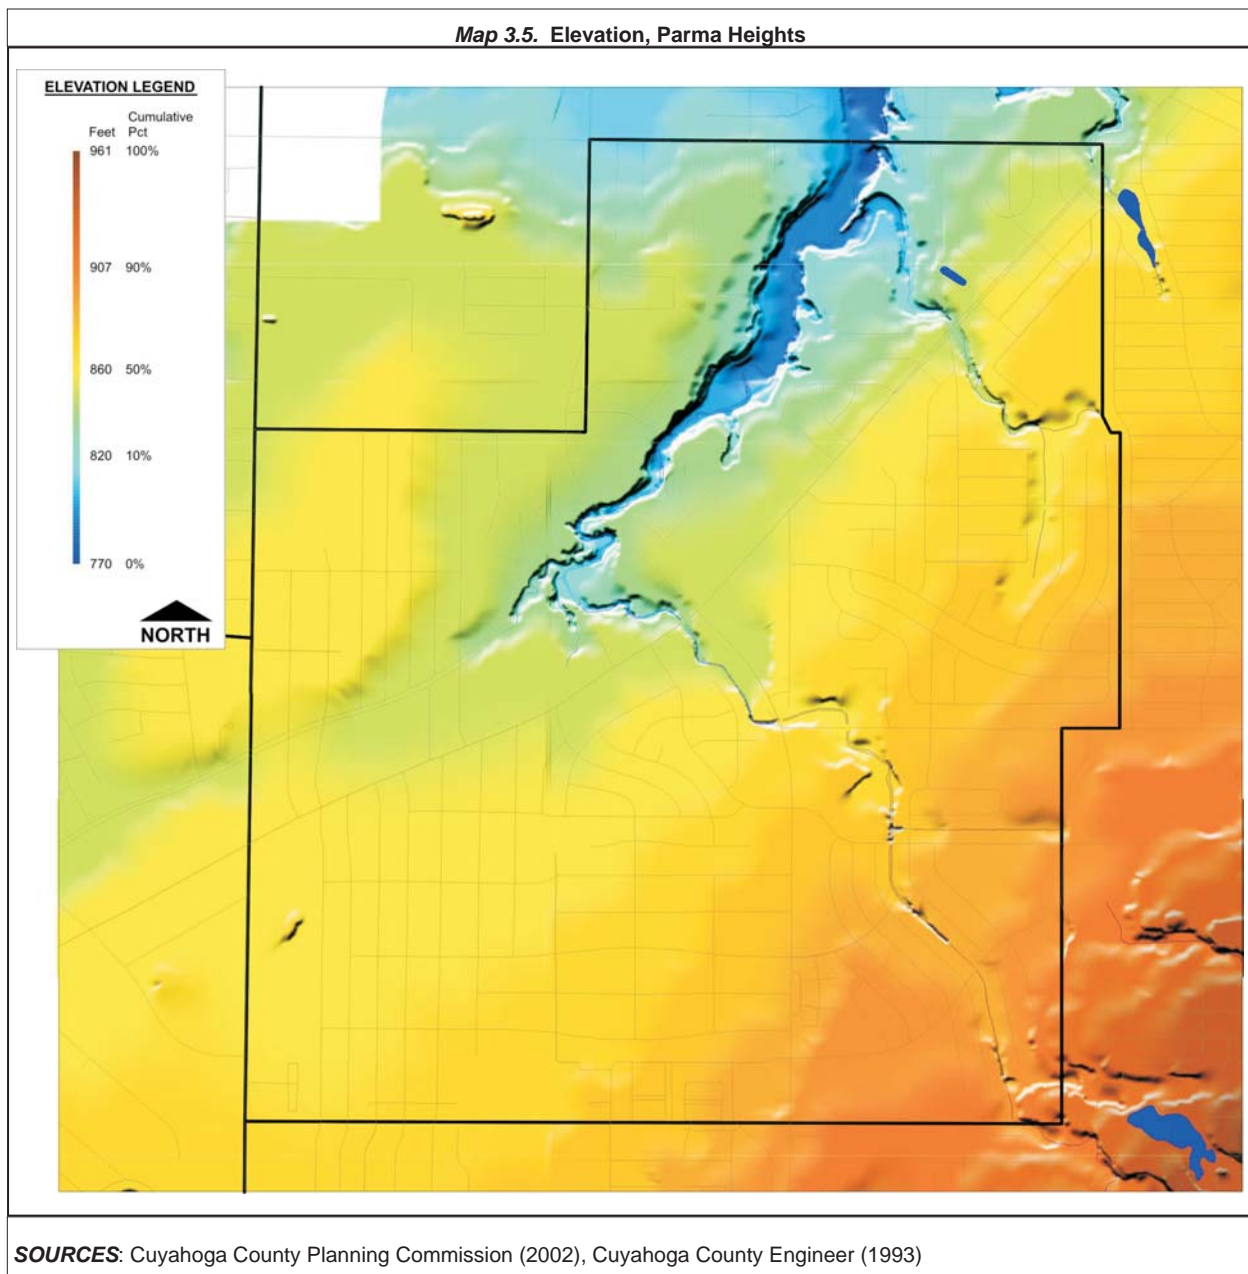 Map 3.5. Elevation, Parma Heights
ELEVATION LEGEND
Cumulative
Feet Pct
961 100%
907 90%
860 50%
820 10%
770 0%
NORTH
SOURCES: Cuyahoga County Planning Commission (2002), Cuyahoga County Engineer (1993)